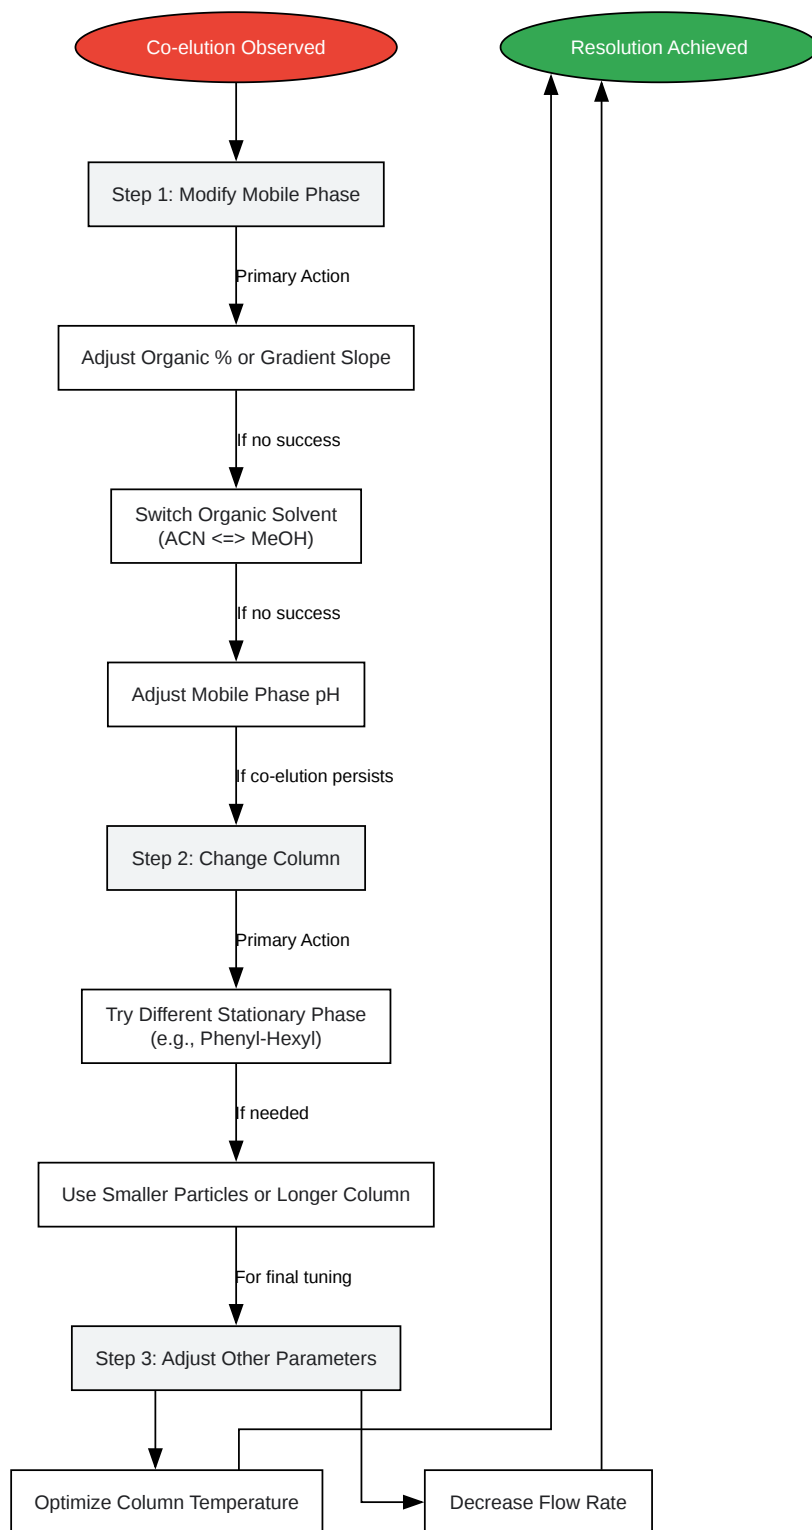 Co-elution Observed
Resolution Achieved
Step 1: Modify Mobile Phase
Primary Action
Adjust Organic % or Gradient Slope
If no success
Switch Organic Solvent
(ACN <=> MeOH)
If no success
Adjust Mobile Phase pH
If co-elution persists
Step 2: Change Column
Primary Action
Try Different Stationary Phase
(e.g., Phenyl-Hexyl)
If needed
Use Smaller Particles or Longer Column
For final tuning
Step 3: Adjust Other Parameters
Optimize Column Temperature
Decrease Flow Rate